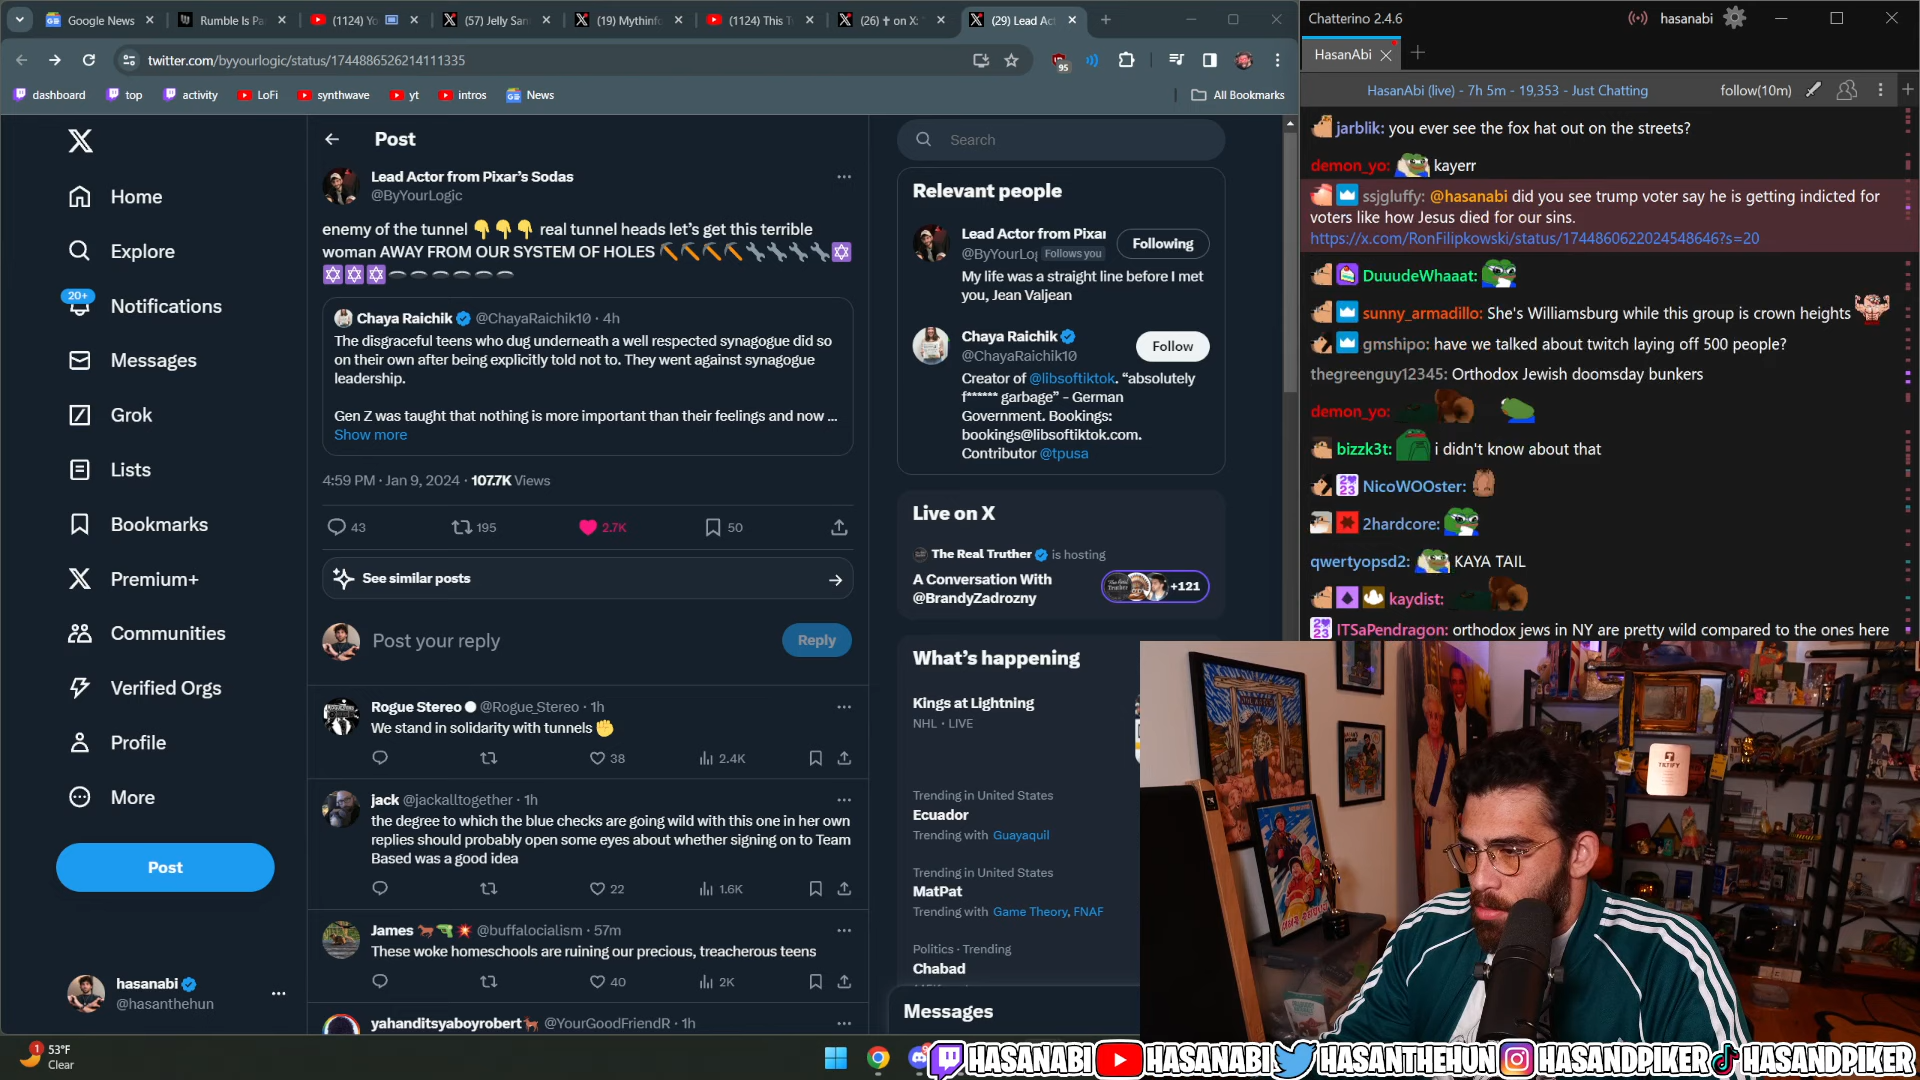 Google News
Rumble Is Pa
(1124) Yo
(57) Jelly San
(19) Mythinfo
(1124) This T
(26) ✝ on X: "
(29) Lead Act
twitter.com/byyourlogic/status/1744886526214111335
95
dashboard
top
activity
LoFi
synthwave
yt
intros
News
All Bookmarks
Home
Explore
20+
Notifications
Messages
Grok
Lists
Bookmarks
Premium+
Communities
Verified Orgs
Profile
More
Post
hasanabi
@hasanthehun
Post
Lead Actor from Pixar's Sodas
@ByYourLogic
enemy of the tunnel 👇👇👇 real tunnel heads let's get this terrible
woman AWAY FROM OUR SYSTEM OF HOLES ⛏⛏⛏⛏🔧🔧🔧🔧✡
✡✡✡🕳🕳🕳🕳🕳🕳
Chaya Raichik @ChayaRaichik10 · 4h
The disgraceful teens who dug underneath a well respected synagogue did so
on their own after being explicitly told not to. They went against synagogue
leadership.
Gen Z was taught that nothing is more important than their feelings and now ...
Show more
4:59 PM · Jan 9, 2024 · 107.7K Views
43
195
2.7K
50
See similar posts
Post your reply
Reply
Rogue Stereo @Rogue_Stereo · 1h
We stand in solidarity with tunnels ✊
38
2.4K
jack @jackalltogether · 1h
the degree to which the blue checks are going wild with this one in her own
replies should probably open some eyes about whether signing on to Team
Based was a good idea
22
1.6K
James 🐎🔫💥 @buffalocialism · 57m
These woke homeschools are ruining our precious, treacherous teens
40
2K
yahanditsyaboyrobert @YourGoodFriendR · 1h
Search
Relevant people
Lead Actor from Pixar
@ByYourLog Follows you
Following
My life was a straight line before I met
you, Jean Valjean
Chaya Raichik
@ChayaRaichik10
Follow
Creator of @libsoftiktok. "absolutely
f****** garbage" - German
Government. Bookings:
bookings@libsoftiktok.com.
Contributor @tpusa
Live on X
The Real Truther is hosting
A Conversation With
@BrandyZadrozny
+121
What's happening
Kings at Lightning
NHL · LIVE
Trending in United States
Ecuador
Trending with Guayaquil
Trending in United States
MatPat
Trending with Game Theory, FNAF
Politics · Trending
Chabad
Messages
Chatterino 2.4.6
hasanabi
HasanAbi
HasanAbi (live) - 7h 5m - 19,353 - Just Chatting
follow(10m)
jarblik: you ever see the fox hat out on the streets?
demon_yo: kayerr
ssjgluffy: @hasanabi did you see trump voter say he is getting indicted for
voters like how Jesus died for our sins.
https://x.com/RonFilipkowski/status/1744860622024548646?s=20
DuuudeWhaaat:
sunny_armadillo: She's Williamsburg while this group is crown heights
gmshipo: have we talked about twitch laying off 500 people?
thegreenguy12345: Orthodox Jewish doomsday bunkers
demon_yo:
bizzk3t: i didn't know about that
NicoWOOster:
2hardcore:
qwertyopsd2: KAYA TAIL
kaydist:
ITSaPendragon: orthodox jews in NY are pretty wild compared to the ones here
TILTIFY
1
53°F
Clear
HASANABI
HASANABI
HASANTHEHUN
HASANDPIKER
HASANDPIKER